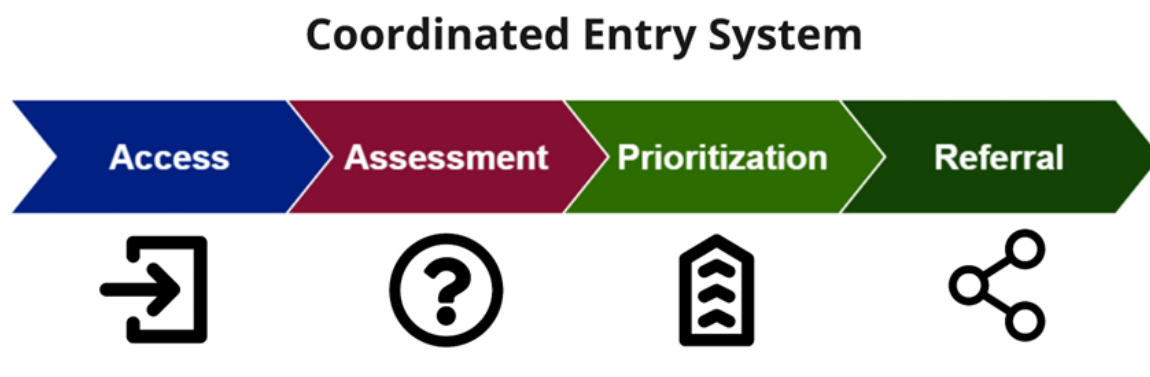 Coordinated Entry System
Access
Assessment
Prioritization
Referral